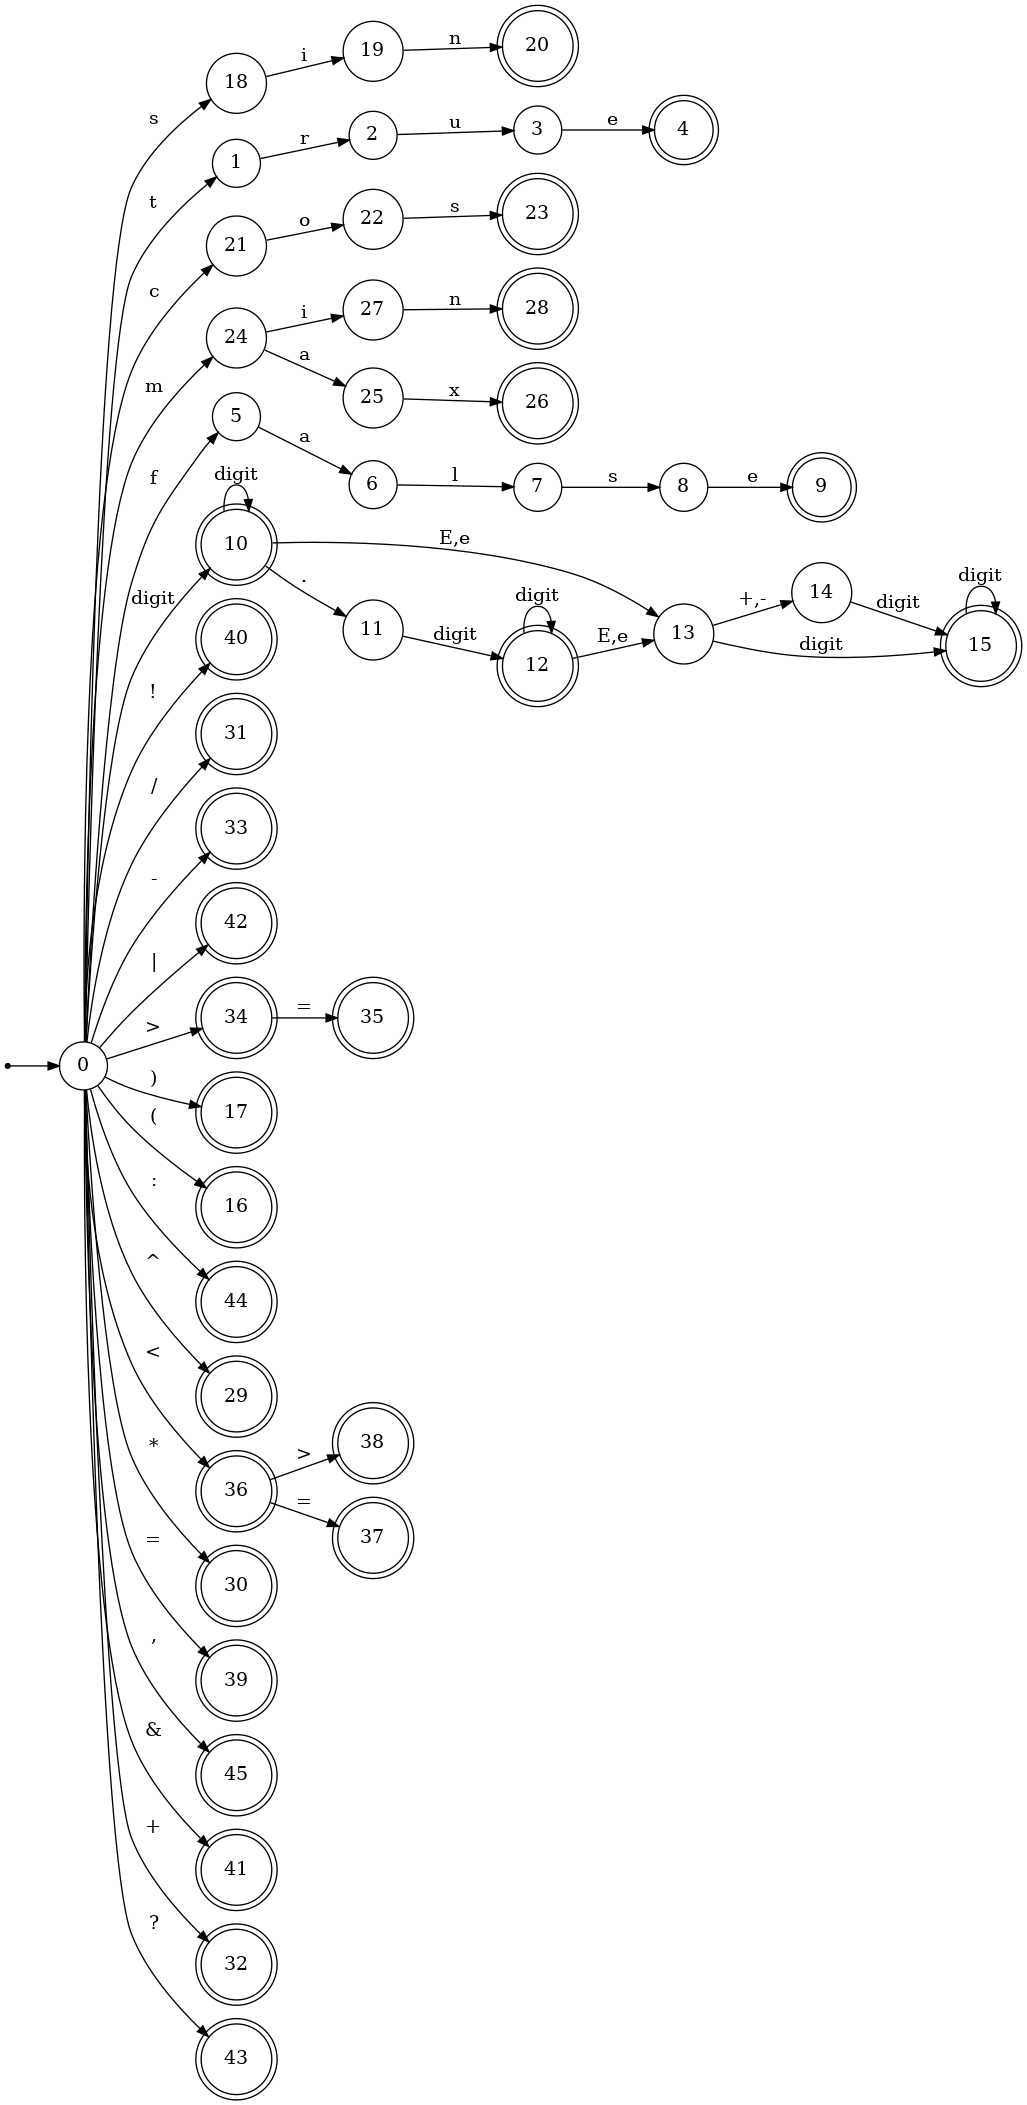 s
18
i
19
n
20
t
1
r
2
u
3
e
4
c
21
o
22
s
23
m
24
i
27
n
28
a
25
x
26
f
5
a
6
l
7
s
8
e
9
digit
digit
10
E,e
.
11
digit
digit
12
E,e
13
+,-
14
digit
digit
digit
15
!
40
/
31
-
33
|
42
>
34
=
35
0
)
17
(
16
:
44
^
29
<
36
>
38
=
37
*
30
=
39
,
45
&
41
+
32
?
43